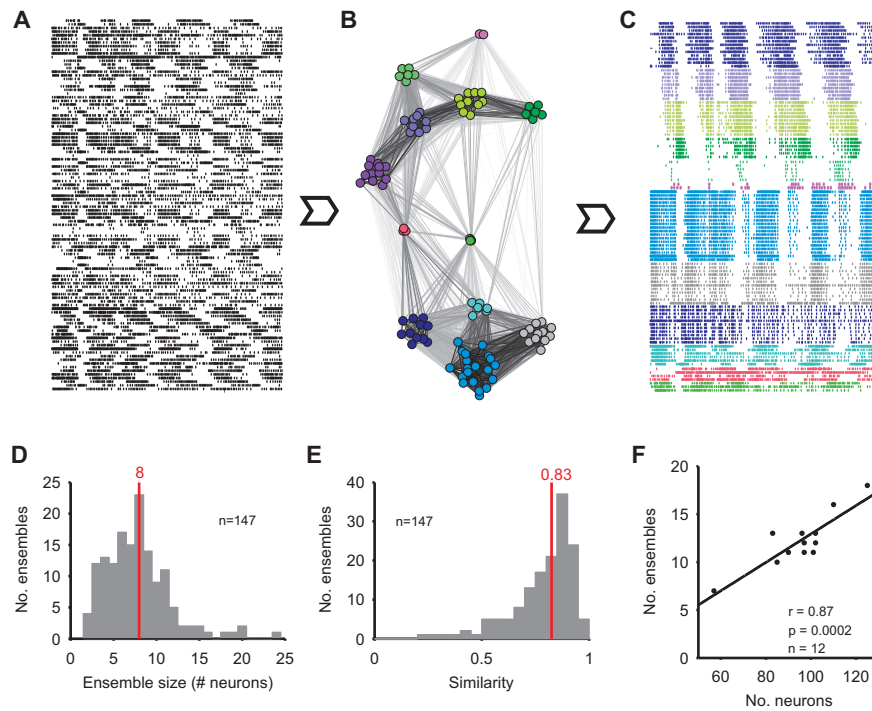 A
B
C
D
8
No. ensembles
25
20
15
10
5
0
n=147
0
5
10
15
20
25
Ensemble size (# neurons)
E
0.83
No. ensembles
40
30
20
10
0
n=147
0
0.5
1
Similarity
F
No. ensembles
20
15
10
5
0
r = 0.87
p = 0.0002
n = 12
60
80
100
120
No. neurons